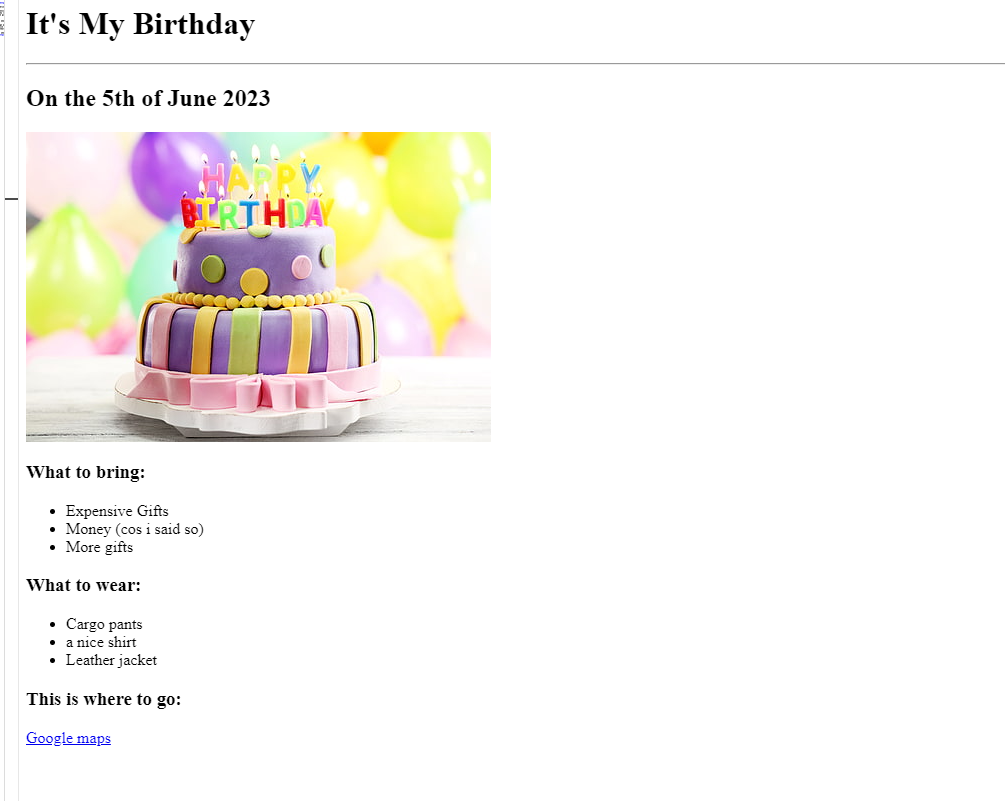 It's My Birthday
On the 5th of June 2023
HAPPY
BIRTHDAY
What to bring:
Expensive Gifts
Money (cos i said so)
More gifts
What to wear:
Cargo pants
a nice shirt
Leather jacket
This is where to go:
Google maps